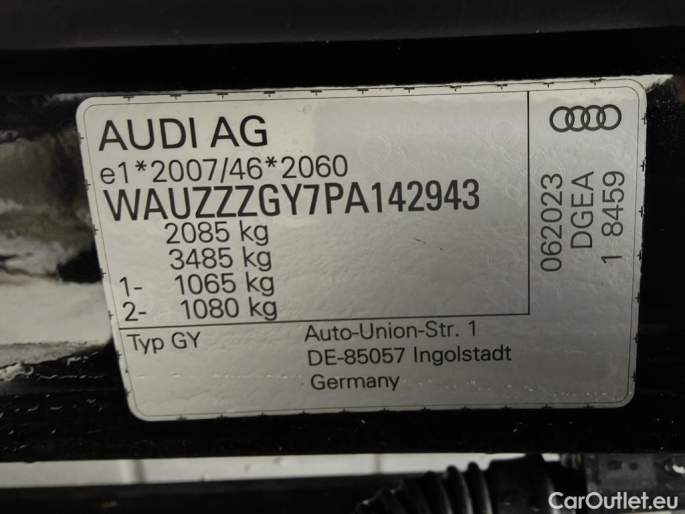 AUDI AG
e1*2007/46*2060
WAUZZZGY7PA142943
2085 kg
3485 kg
1- 1065 kg
2- 1080 kg
Typ GY
Auto-Union-Str. 1
DE-85057 Ingolstadt
Germany
062023
DGEA
1 8459
CarOutlet.eu